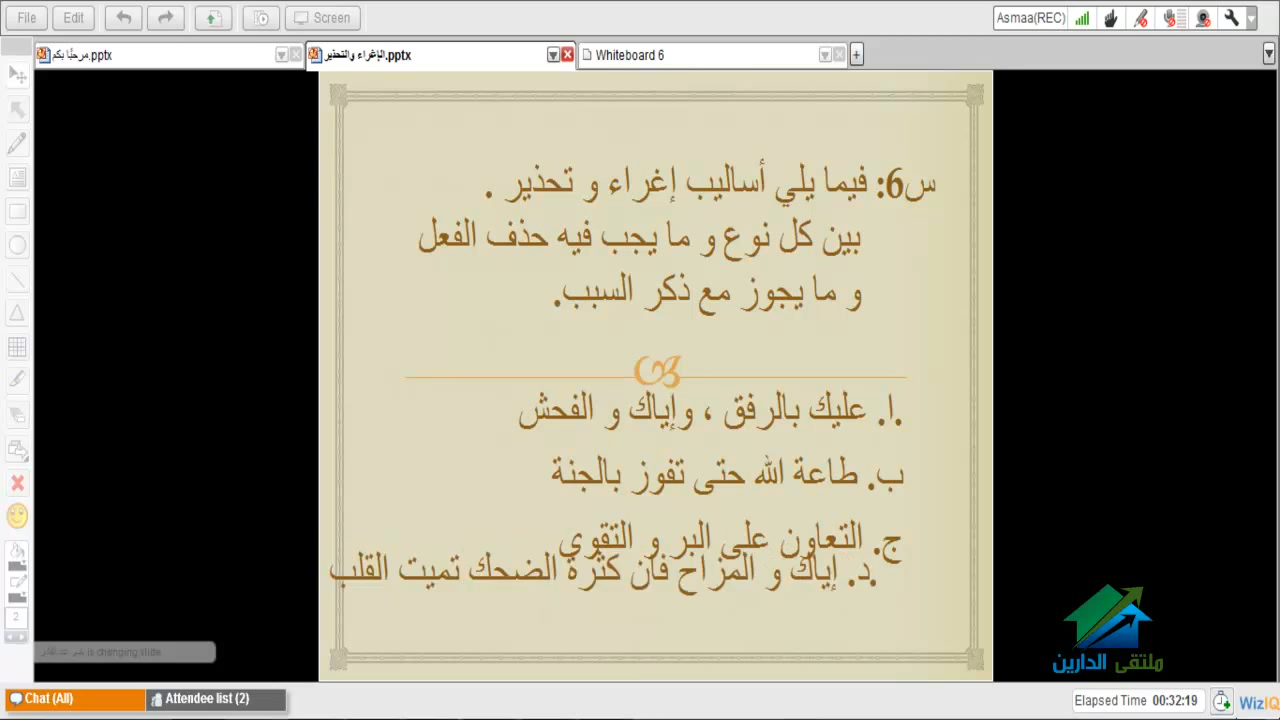 File Edit Screen Asmaa(REC)
مرحبًا بكم.pptx الإغراء والتحذير.pptx Whiteboard 6
س6: فيما يلي أساليب إغراء و تحذير .
بين كل نوع و ما يجب فيه حذف الفعل
و ما يجوز مع ذكر السبب.
.ا. عليك بالرفق ، وإياك و الفحش
ب. طاعة الله حتى تفوز بالجنة
ج. التعاون على البر و التقوي
.د. إياك و المزاح فان كثرة الضحك تميت القلب
2
is changing slide
ملتقى الدارين
Chat (All) Attendee list (2) Elapsed Time 00:32:19 WizIQ